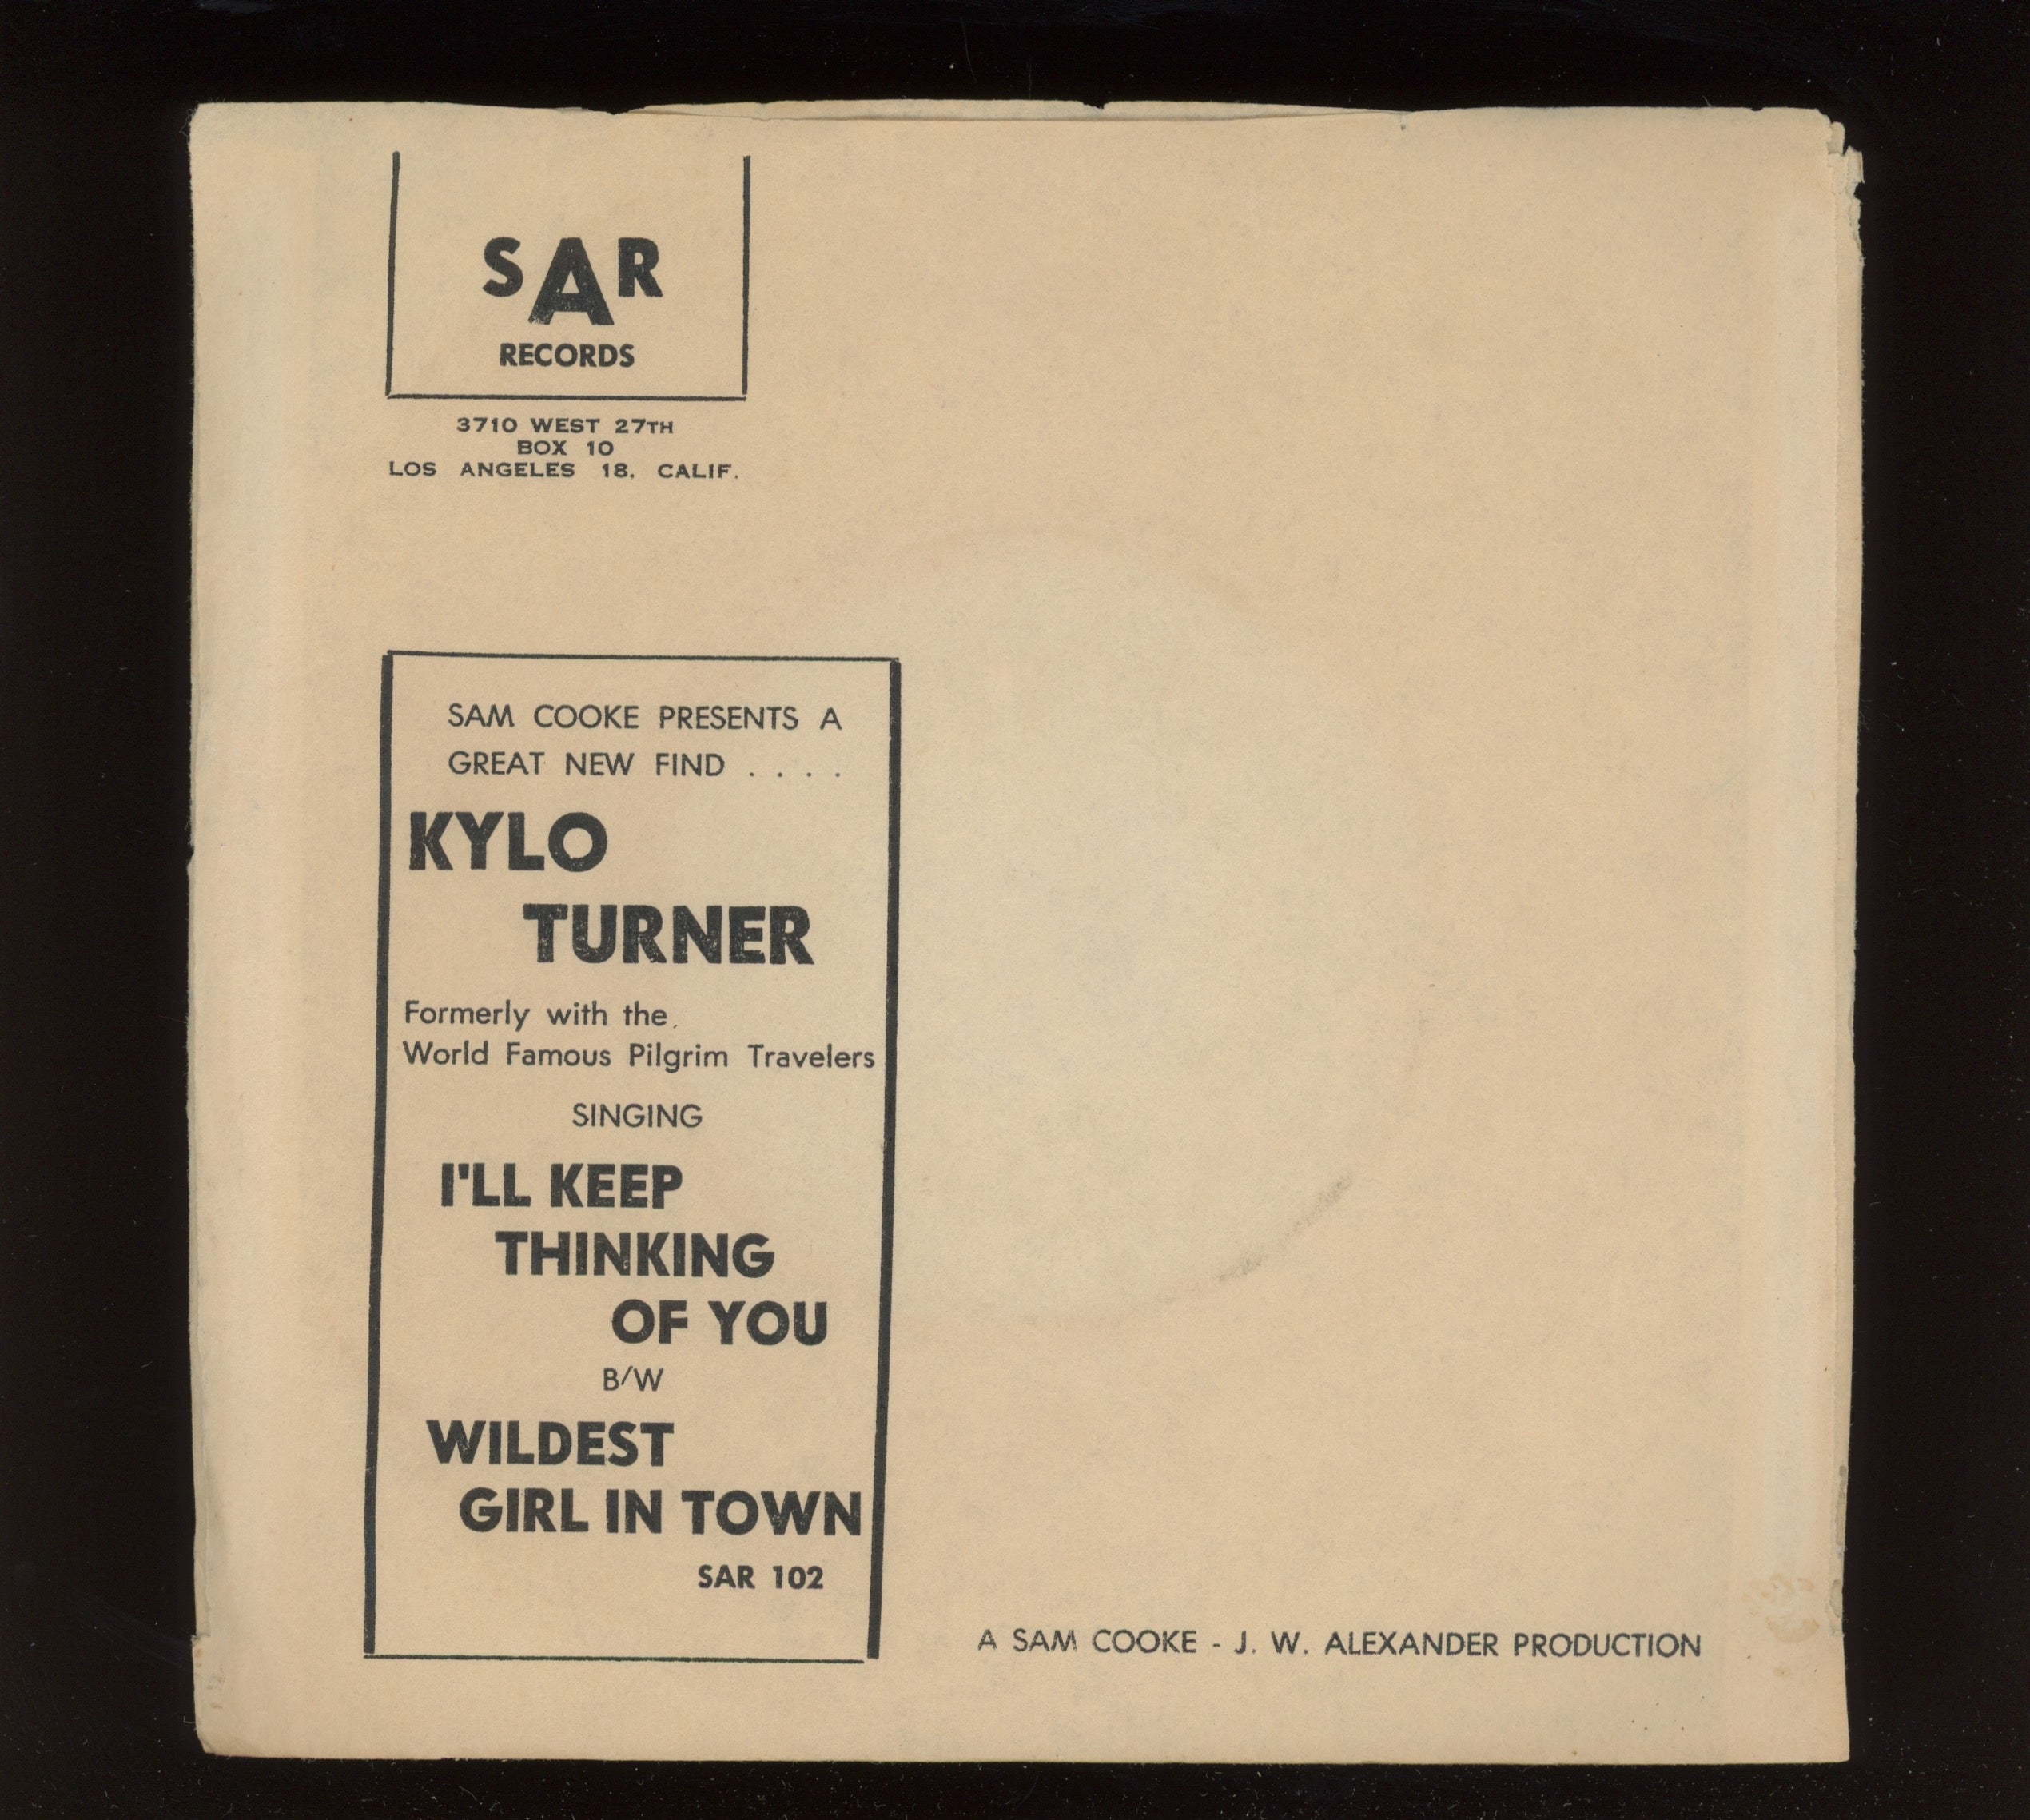 SAR
RECORDS
3710 WEST 27TH
BOX 10
LOS ANGELES 18, CALIF.
SAM COOKE PRESENTS A
GREAT NEW FIND . . . .
KYLO
TURNER
Formerly with the
World Famous Pilgrim Travelers
SINGING
I'LL KEEP
THINKING
OF YOU
B/W
WILDEST
GIRL IN TOWN
SAR 102
A SAM COOKE - J. W. ALEXANDER PRODUCTION